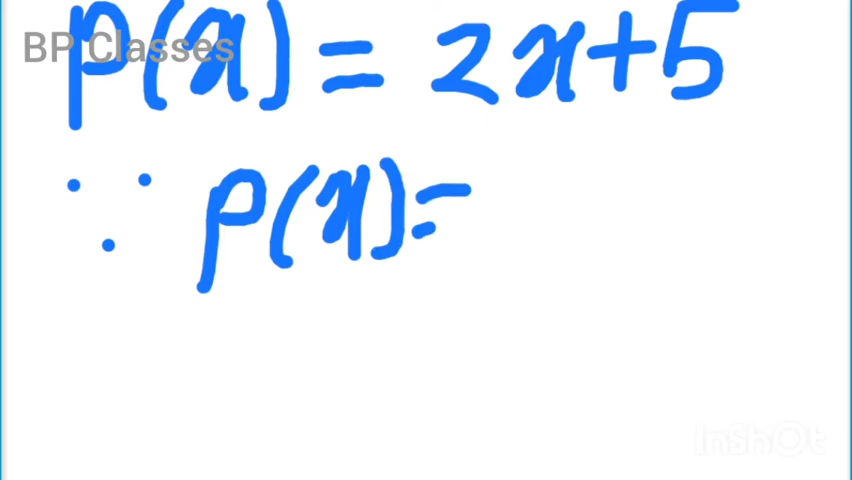 P(x) = 2x+5
BP Classes
∵ P(x)=
InShOt